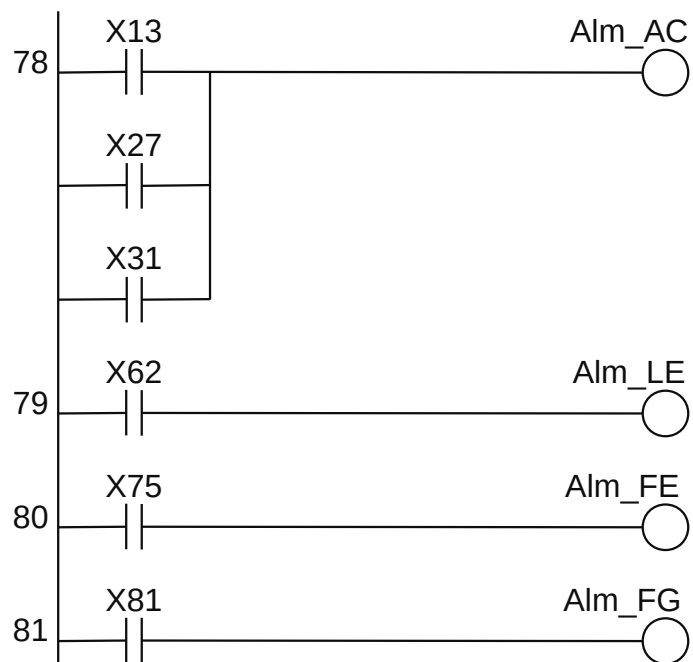 X13 Alm_AC
78
X27
X31
X62 Alm_LE
79
X75 Alm_FE
80
X81 Alm_FG
81